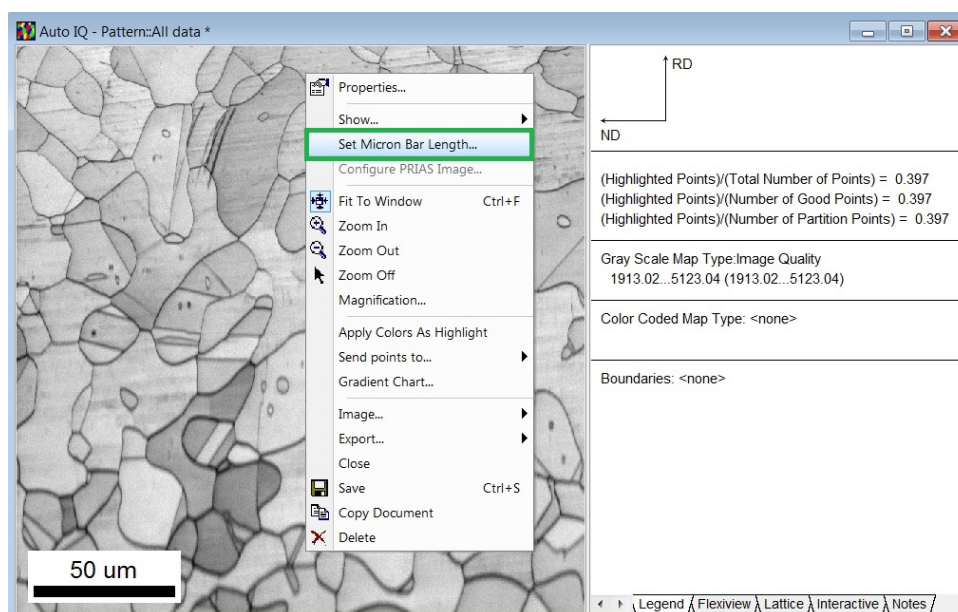 Auto IQ - Pattern::All data *
Properties...
Show...
Set Micron Bar Length...
Configure PRIAS Image...
Fit To Window Ctrl+F
Zoom In
Zoom Out
Zoom Off
Magnification...
Apply Colors As Highlight
Send points to...
Gradient Chart...
Image...
Export...
Close
Save Ctrl+S
Copy Document
Delete
50 um
RD
ND
(Highlighted Points)/(Total Number of Points) = 0.397
(Highlighted Points)/(Number of Good Points) = 0.397
(Highlighted Points)/(Number of Partition Points) = 0.397
Gray Scale Map Type:Image Quality
1913.02...5123.04 (1913.02...5123.04)
Color Coded Map Type: <none>
Boundaries: <none>
Legend Flexiview Lattice Interactive Notes